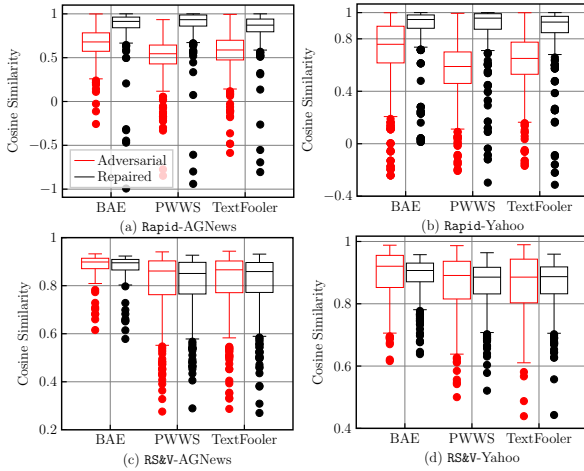 Cosine Similarity
1
0.5
0
−0.5
−1
Adversarial
Repaired
BAE PWWS TextFooler
(a) Rapid-AGNews
Cosine Similarity
1
0.6
0.2
−0.4
BAE PWWS TextFooler
(b) Rapid-Yahoo
Cosine Similarity
1
0.8
0.6
0.4
0.2
BAE PWWS TextFooler
(c) RS&V-AGNews
Cosine Similarity
1
0.8
0.6
0.4
BAE PWWS TextFooler
(d) RS&V-Yahoo